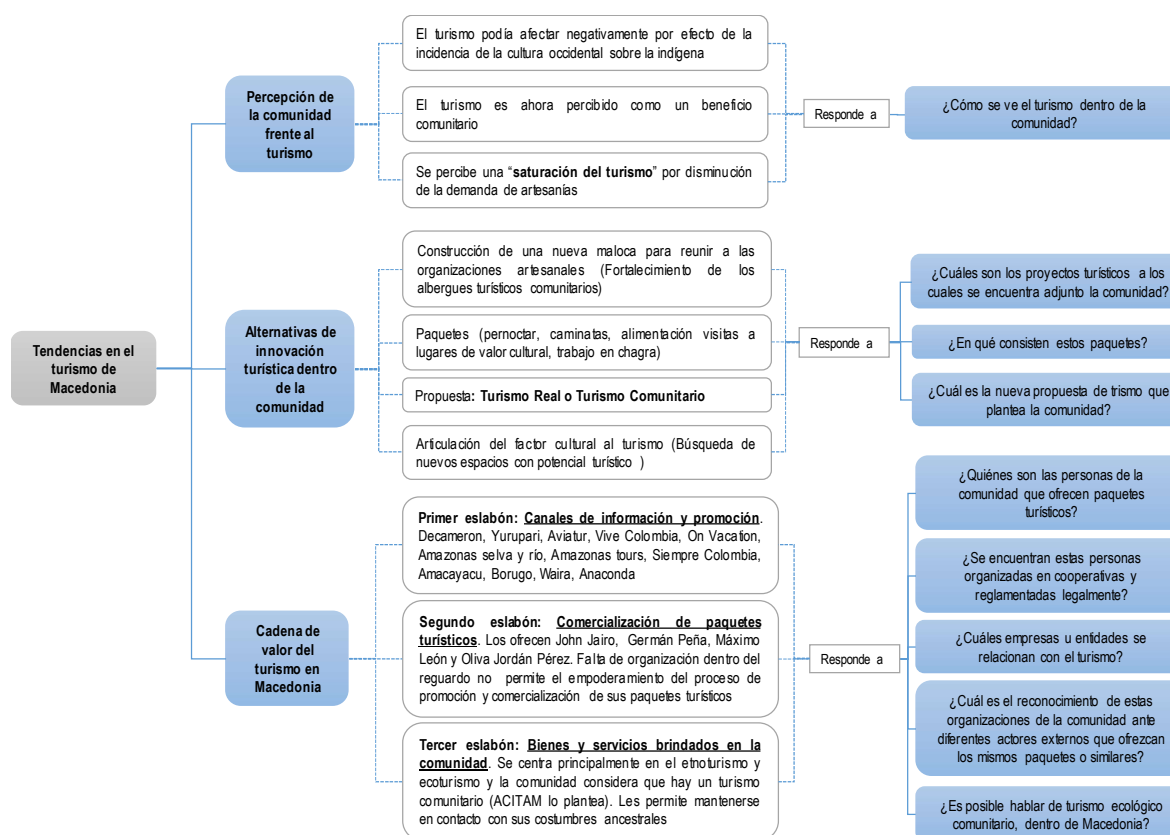 Tendencias en el
turismo de
Macedonia
Percepción de
la comunidad
frente al
turismo
El turismo podía afectar negativamente por efecto de la
incidencia de la cultura occidental sobre la indígena
El turismo es ahora percibido como un beneficio
comunitario
Se percibe una “saturación del turismo” por disminución
de la demanda de artesanías
Responde a
¿Cómo se ve el turismo dentro de la
comunidad?
Alternativas de
innovación
turística dentro
de la
comunidad
Construcción de una nueva maloca para reunir a las
organizaciones artesanales (Fortalecimiento de los
albergues turísticos comunitarios)
Paquetes (pernoctar, caminatas, alimentación visitas a
lugares de valor cultural, trabajo en chagra)
Propuesta: Turismo Real o Turismo Comunitario
Articulación del factor cultural al turismo (Búsqueda de
nuevos espacios con potencial turístico )
Responde a
¿Cuáles son los proyectos turísticos a los
cuales se encuentra adjunto la comunidad?
¿En qué consisten estos paquetes?
¿Cuál es la nueva propuesta de trismo que
plantea la comunidad?
Cadena de
valor del
turismo en
Macedonia
Primer eslabón: Canales de información y promoción.
Decameron, Yurupari, Aviatur, Vive Colombia, On Vacation,
Amazonas selva y río, Amazonas tours, Siempre Colombia,
Amacayacu, Borugo, Waira, Anaconda
Segundo eslabón: Comercialización de paquetes
turísticos. Los ofrecen John Jairo, Germán Peña, Máximo
León y Oliva Jordán Pérez. Falta de organización dentro del
reguardo no permite el empoderamiento del proceso de
promoción y comercialización de sus paquetes turísticos
Tercer eslabón: Bienes y servicios brindados en la
comunidad. Se centra principalmente en el etnoturismo y
ecoturismo y la comunidad considera que hay un turismo
comunitario (ACITAM lo plantea). Les permite mantenerse
en contacto con sus costumbres ancestrales
Responde a
¿Quiénes son las personas de la
comunidad que ofrecen paquetes
turísticos?
¿Se encuentran estas personas
organizadas en cooperativas y
reglamentadas legalmente?
¿Cuáles empresas u entidades se
relacionan con el turismo?
¿Cuál es el reconocimiento de estas
organizaciones de la comunidad ante
diferentes actores externos que ofrezcan
los mismos paquetes o similares?
¿Es posible hablar de turismo ecológico
comunitario, dentro de Macedonia?